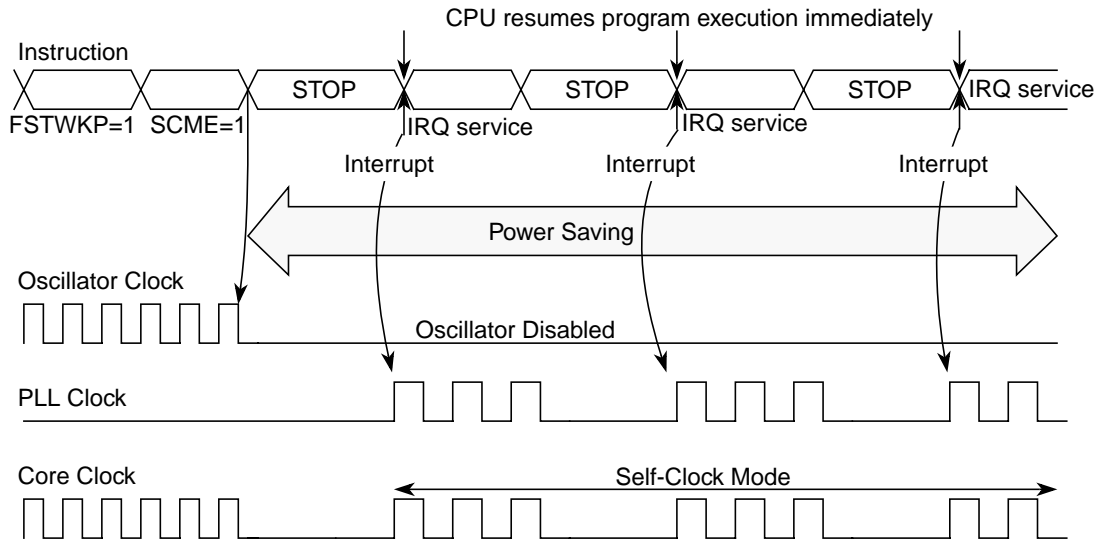 CPU resumes program execution immediately
Instruction
STOP
STOP
STOP
IRQ service
FSTWKP=1
SCME=1
IRQ service
IRQ service
Interrupt
Interrupt
Interrupt
Power Saving
Oscillator Clock
Oscillator Disabled
PLL Clock
Core Clock
Self-Clock Mode